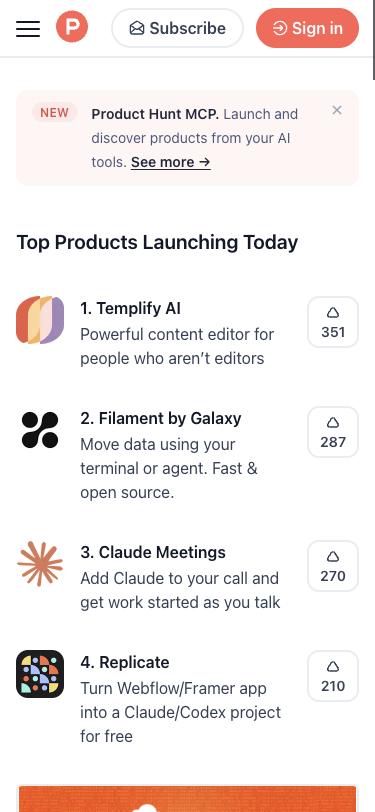 P
Subscribe
Sign in
NEW
Product Hunt MCP. Launch and
discover products from your AI
tools. See more →
Top Products Launching Today
1. Templify AI
Powerful content editor for
people who aren’t editors
351
2. Filament by Galaxy
Move data using your
terminal or agent. Fast &
open source.
287
3. Claude Meetings
Add Claude to your call and
get work started as you talk
270
4. Replicate
Turn Webflow/Framer app
into a Claude/Codex project
for free
210